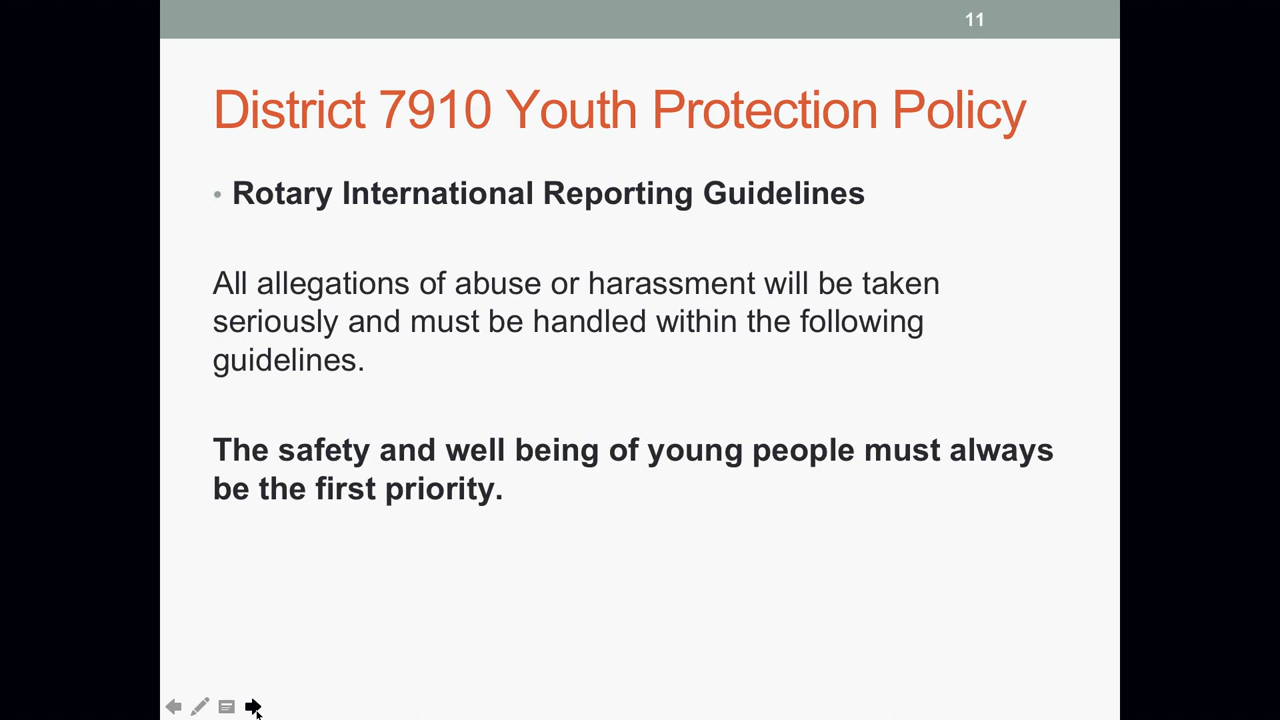 11
District 7910 Youth Protection Policy
• Rotary International Reporting Guidelines
All allegations of abuse or harassment will be taken
seriously and must be handled within the following
guidelines.
The safety and well being of young people must always
be the first priority.